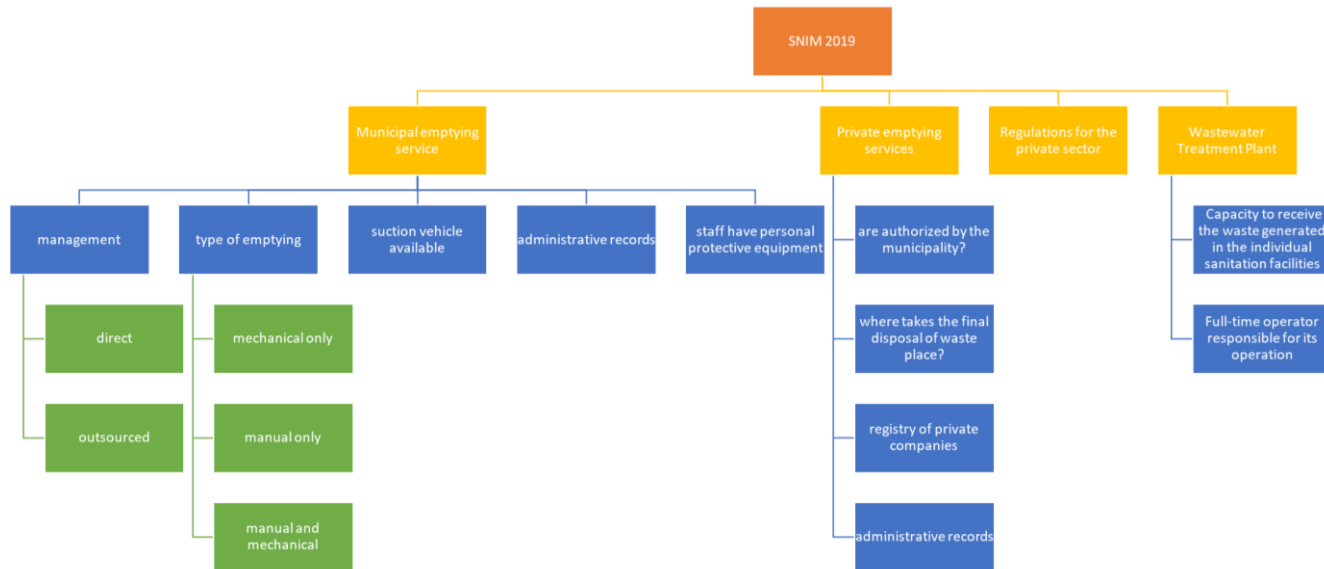 SNIM 2019
Municipal emptying
service
Private emptying
services
Regulations for the
private sector
Wastewater
Treatment Plant
management
type of emptying
suction vehicle
available
administrative records
staff have personal
protective equipment
are authorized by the
municipality?
Capacity to receive
the waste generated
in the individual
sanitation facilities
direct
mechanical only
where takes the final
disposal of waste
place?
Full-time operator
responsible for its
operation
outsourced
manual only
registry of private
companies
manual and
mechanical
administrative records